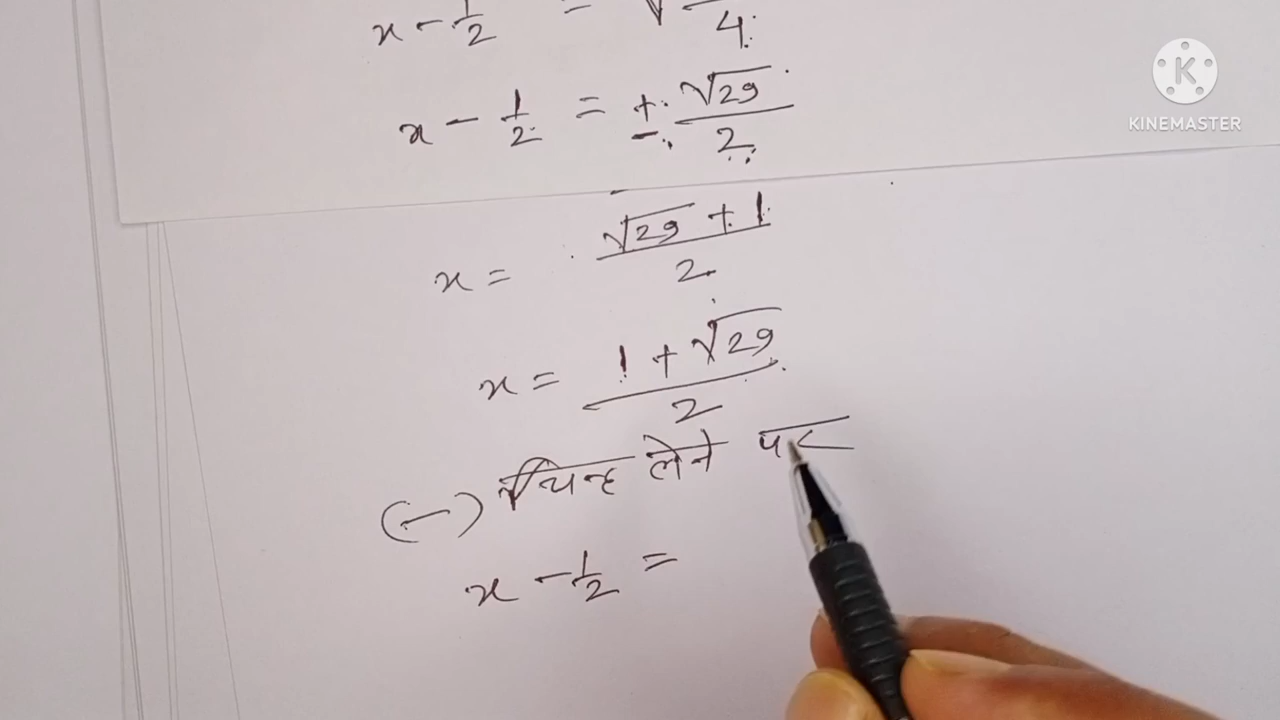 x - 1/2 = √ /4
x - 1/2 = ± √29/2
x = (√29 + 1)/2
x = (1 + √29)/2
(-) चिन्ह लेने पर
x - 1/2 =
K
KINEMASTER